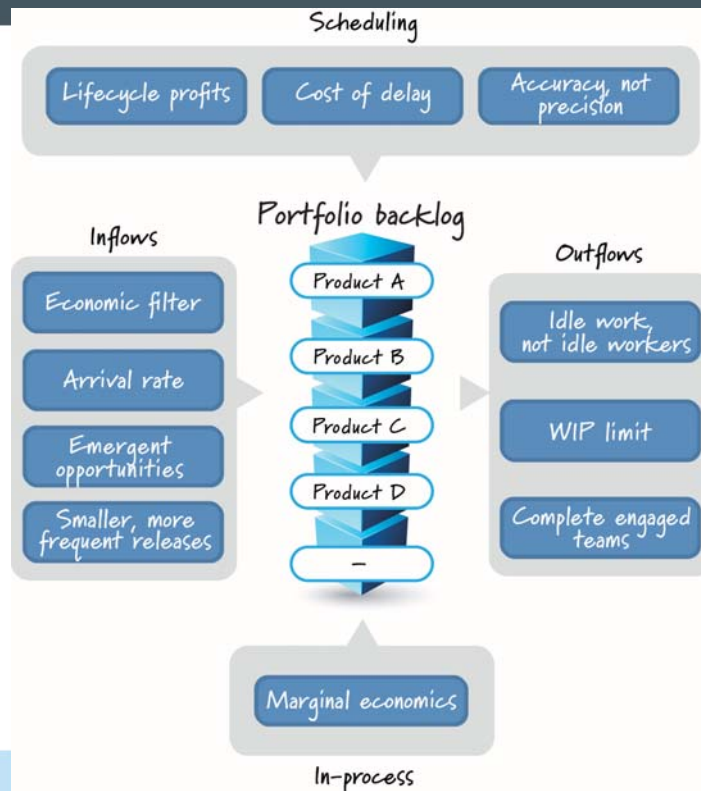 Scheduling
Lifecycle profits
Cost of delay
Accuracy, not
precision
Portfolio backlog
Inflows
Economic filter
Arrival rate
Emergent
opportunities
Smaller, more
frequent releases
Product A
Product B
Product C
Product D
–
Outflows
Idle work,
not idle workers
WIP limit
Complete engaged
teams
Marginal economics
In-process